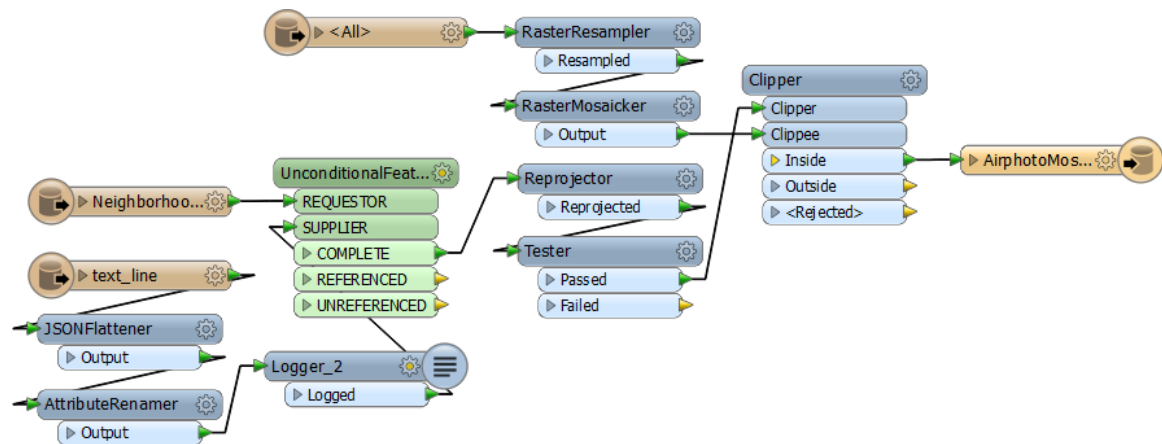 <All>
RasterResampler
Resampled
RasterMosaicker
Output
Clipper
Clipper
Clippee
Inside
Outside
<Rejected>
AirphotoMos...
Neighborhoo...
UnconditionalFeat...
REQUESTOR
SUPPLIER
COMPLETE
REFERENCED
UNREFERENCED
Reprojector
Reprojected
Tester
Passed
Failed
text_line
JSONFlattener
Output
AttributeRenamer
Output
Logger_2
Logged